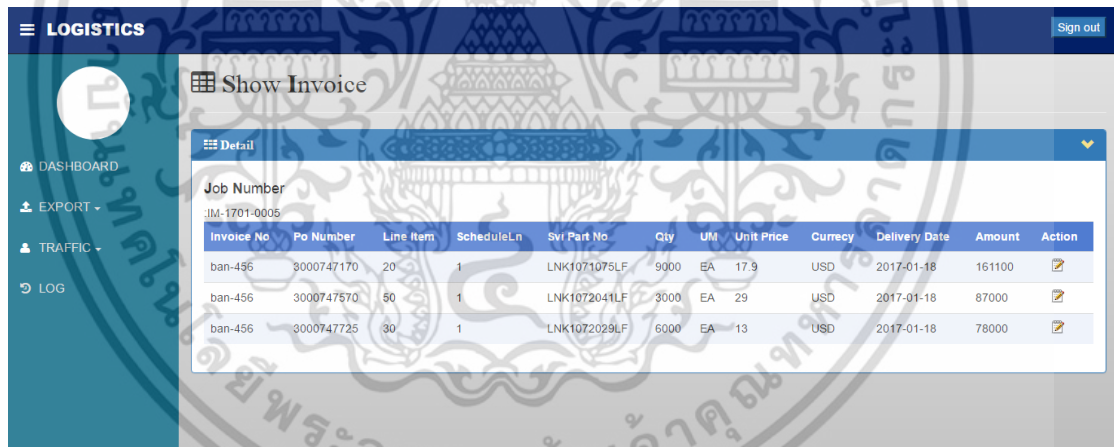 LOGISTICS
Sign out
Show Invoice
Detail
DASHBOARD
EXPORT
TRAFFIC
LOG
Job Number
:IM-1701-0005
Invoice No Po Number Line Item ScheduleLn Svi Part No Qty UM Unit Price Currecy Delivery Date Amount Action
ban-456 3000747170 20 1 LNK1071075LF 9000 EA 17.9 USD 2017-01-18 161100
ban-456 3000747570 50 1 LNK1072041LF 3000 EA 29 USD 2017-01-18 87000
ban-456 3000747725 30 1 LNK1072029LF 6000 EA 13 USD 2017-01-18 78000